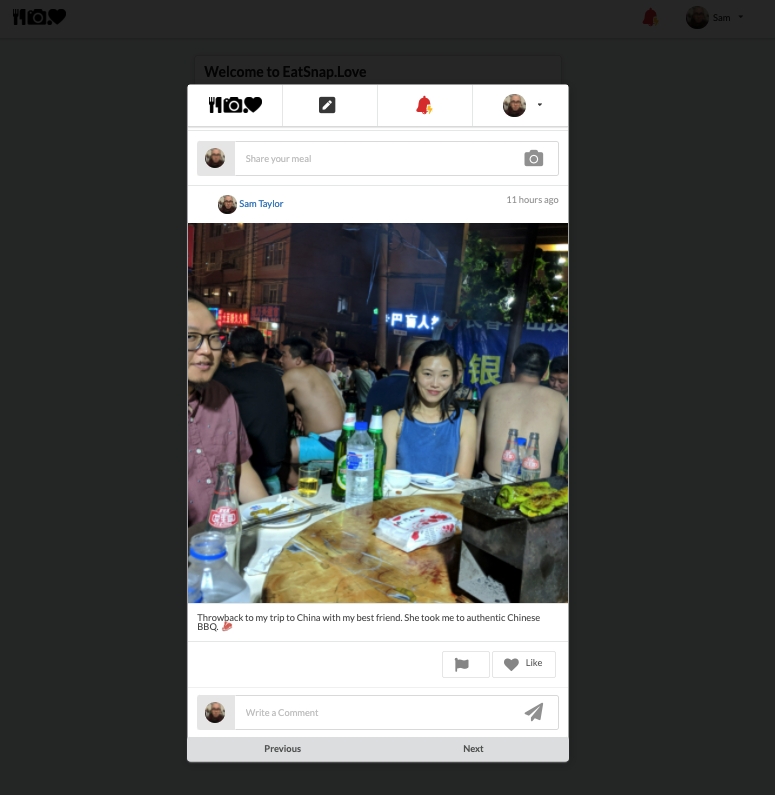 Sam
Welcome to EatSnap.Love
Share your meal
Sam Taylor
11 hours ago
巴盲人
银
Throwback to my trip to China with my best friend. She took me to authentic Chinese
BBQ.
Like
Write a Comment
Previous
Next